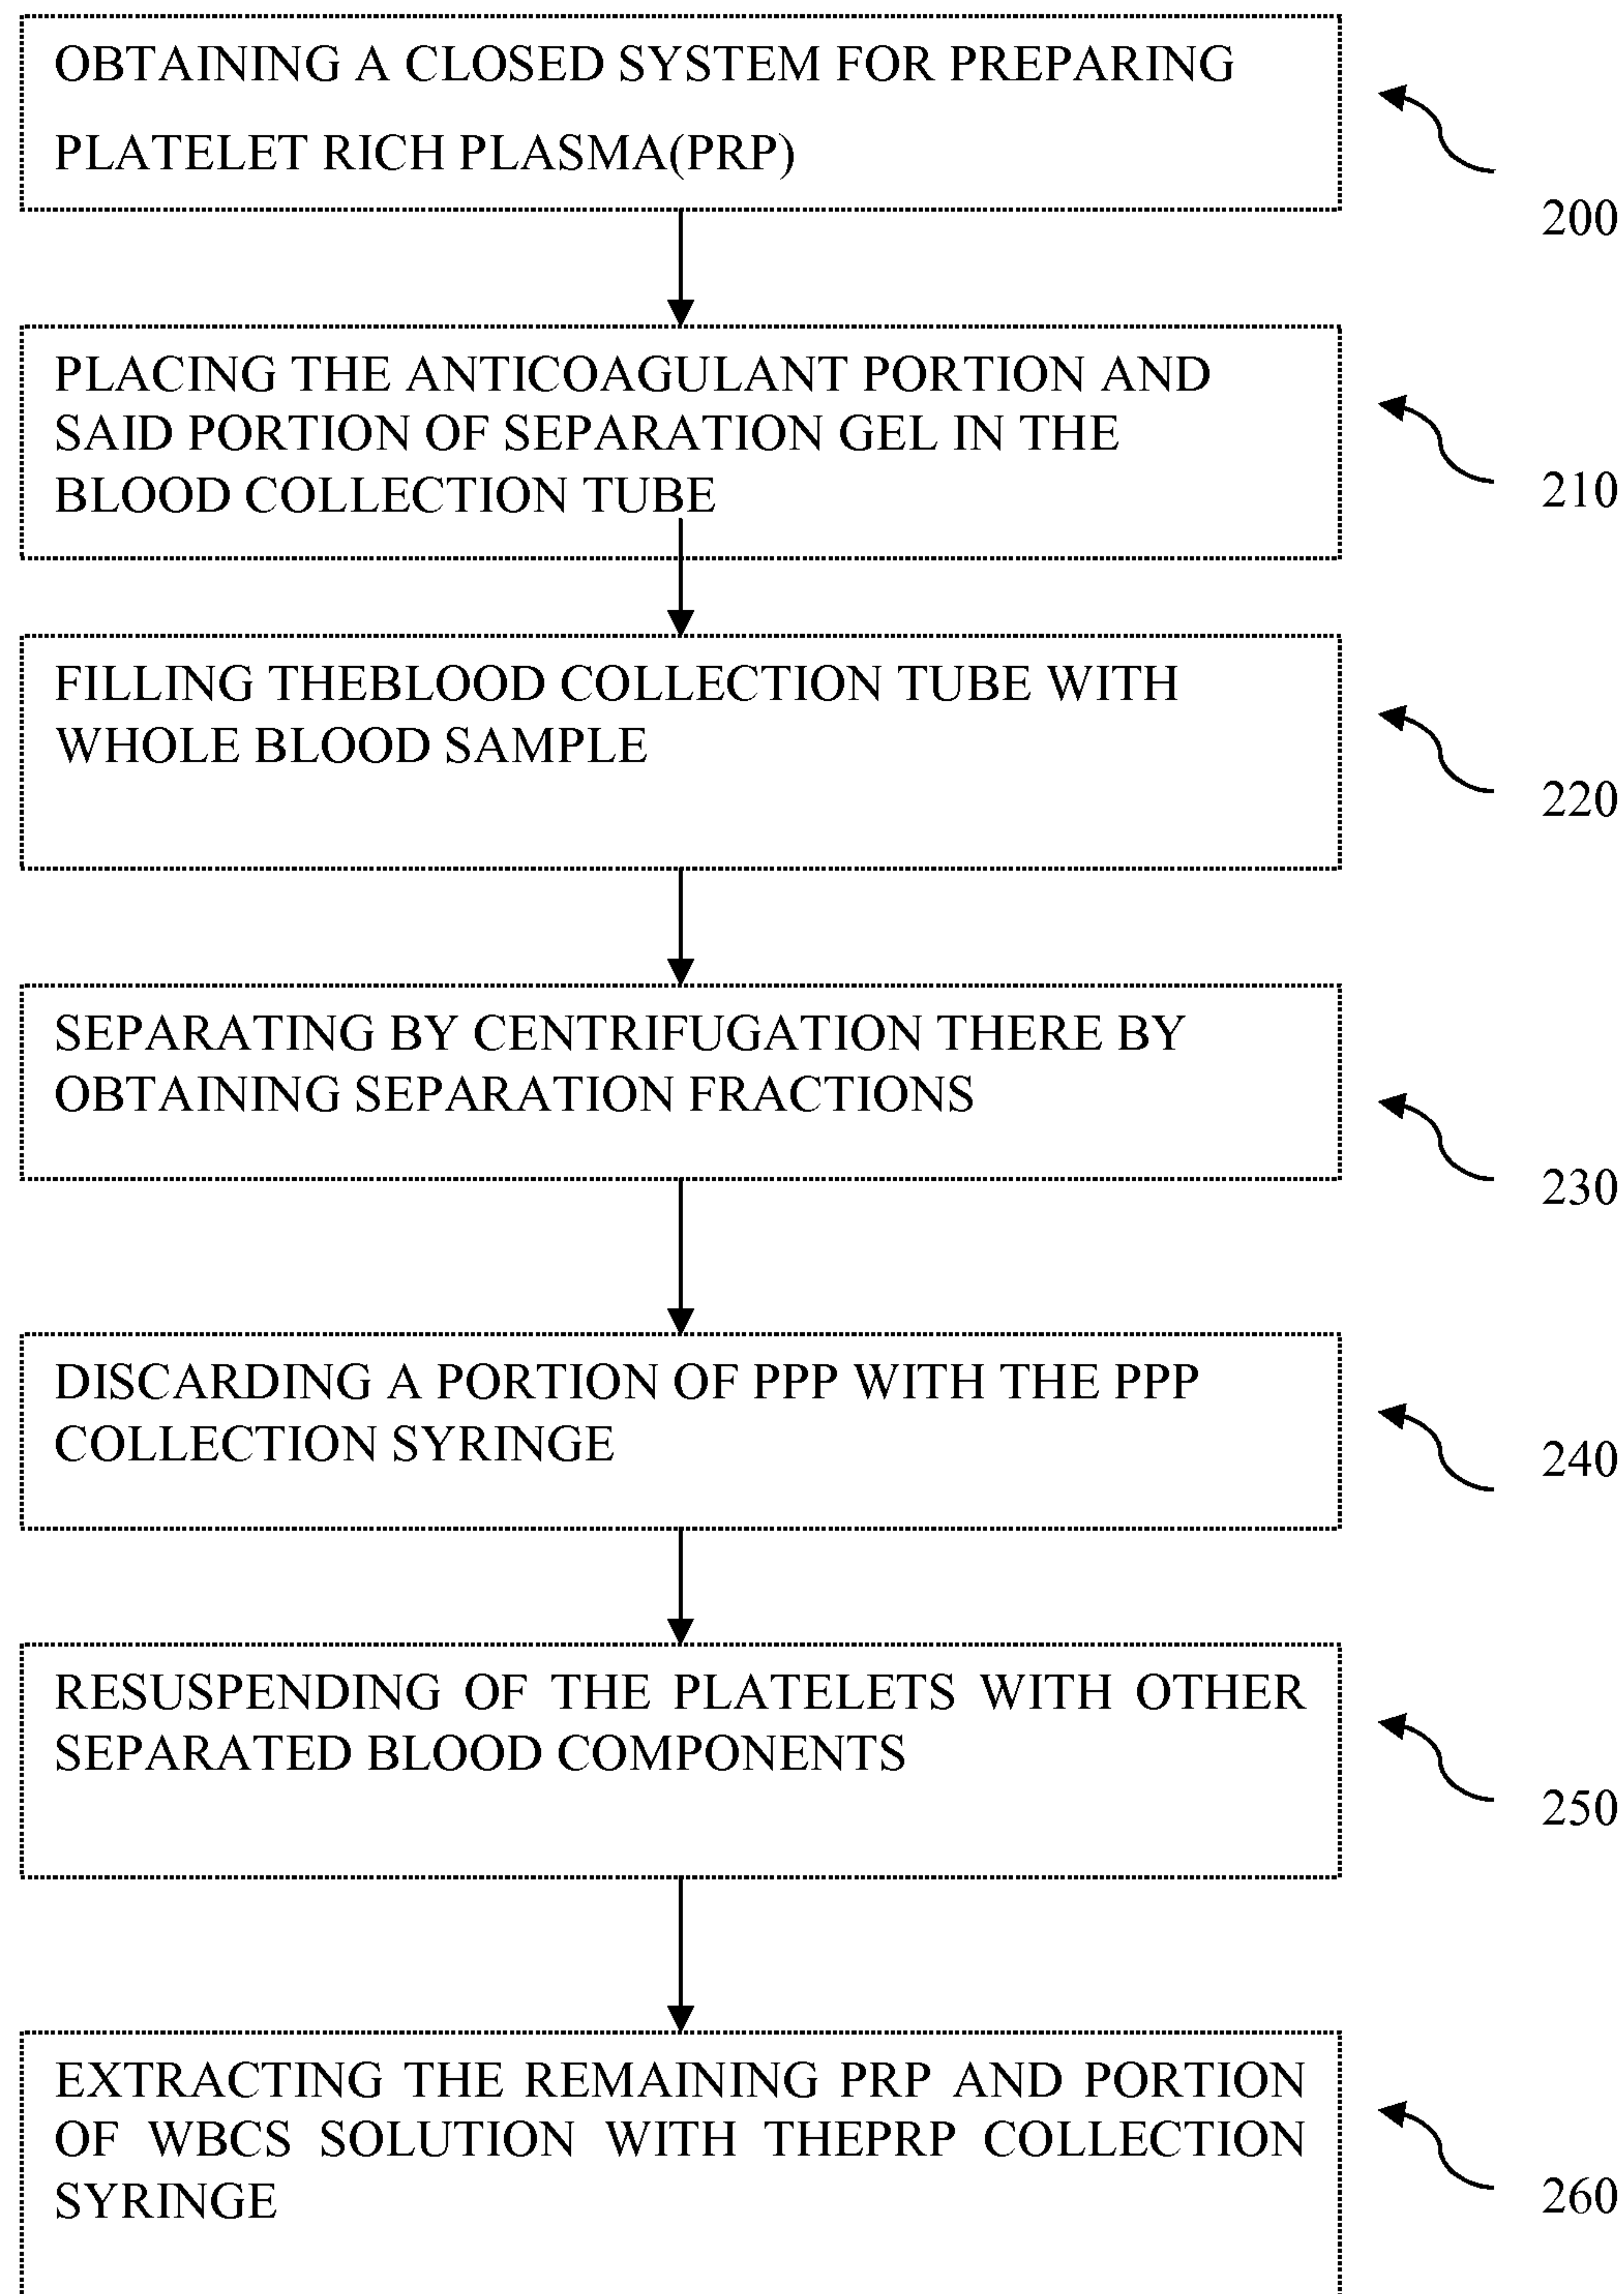 OBTAINING A CLOSED SYSTEM FOR PREPARING
PLATELET RICH PLASMA(PRP)
200
PLACING THE ANTICOAGULANT PORTION AND
SAID PORTION OF SEPARATION GEL IN THE
BLOOD COLLECTION TUBE
210
FILLING THEBLOOD COLLECTION TUBE WITH
WHOLE BLOOD SAMPLE
220
SEPARATING BY CENTRIFUGATION THERE BY
OBTAINING SEPARATION FRACTIONS
230
DISCARDING A PORTION OF PPP WITH THE PPP
COLLECTION SYRINGE
240
RESUSPENDING OF THE PLATELETS WITH OTHER
SEPARATED BLOOD COMPONENTS
250
EXTRACTING THE REMAINING PRP AND PORTION
OF WBCS SOLUTION WITH THEPRP COLLECTION
SYRINGE
260